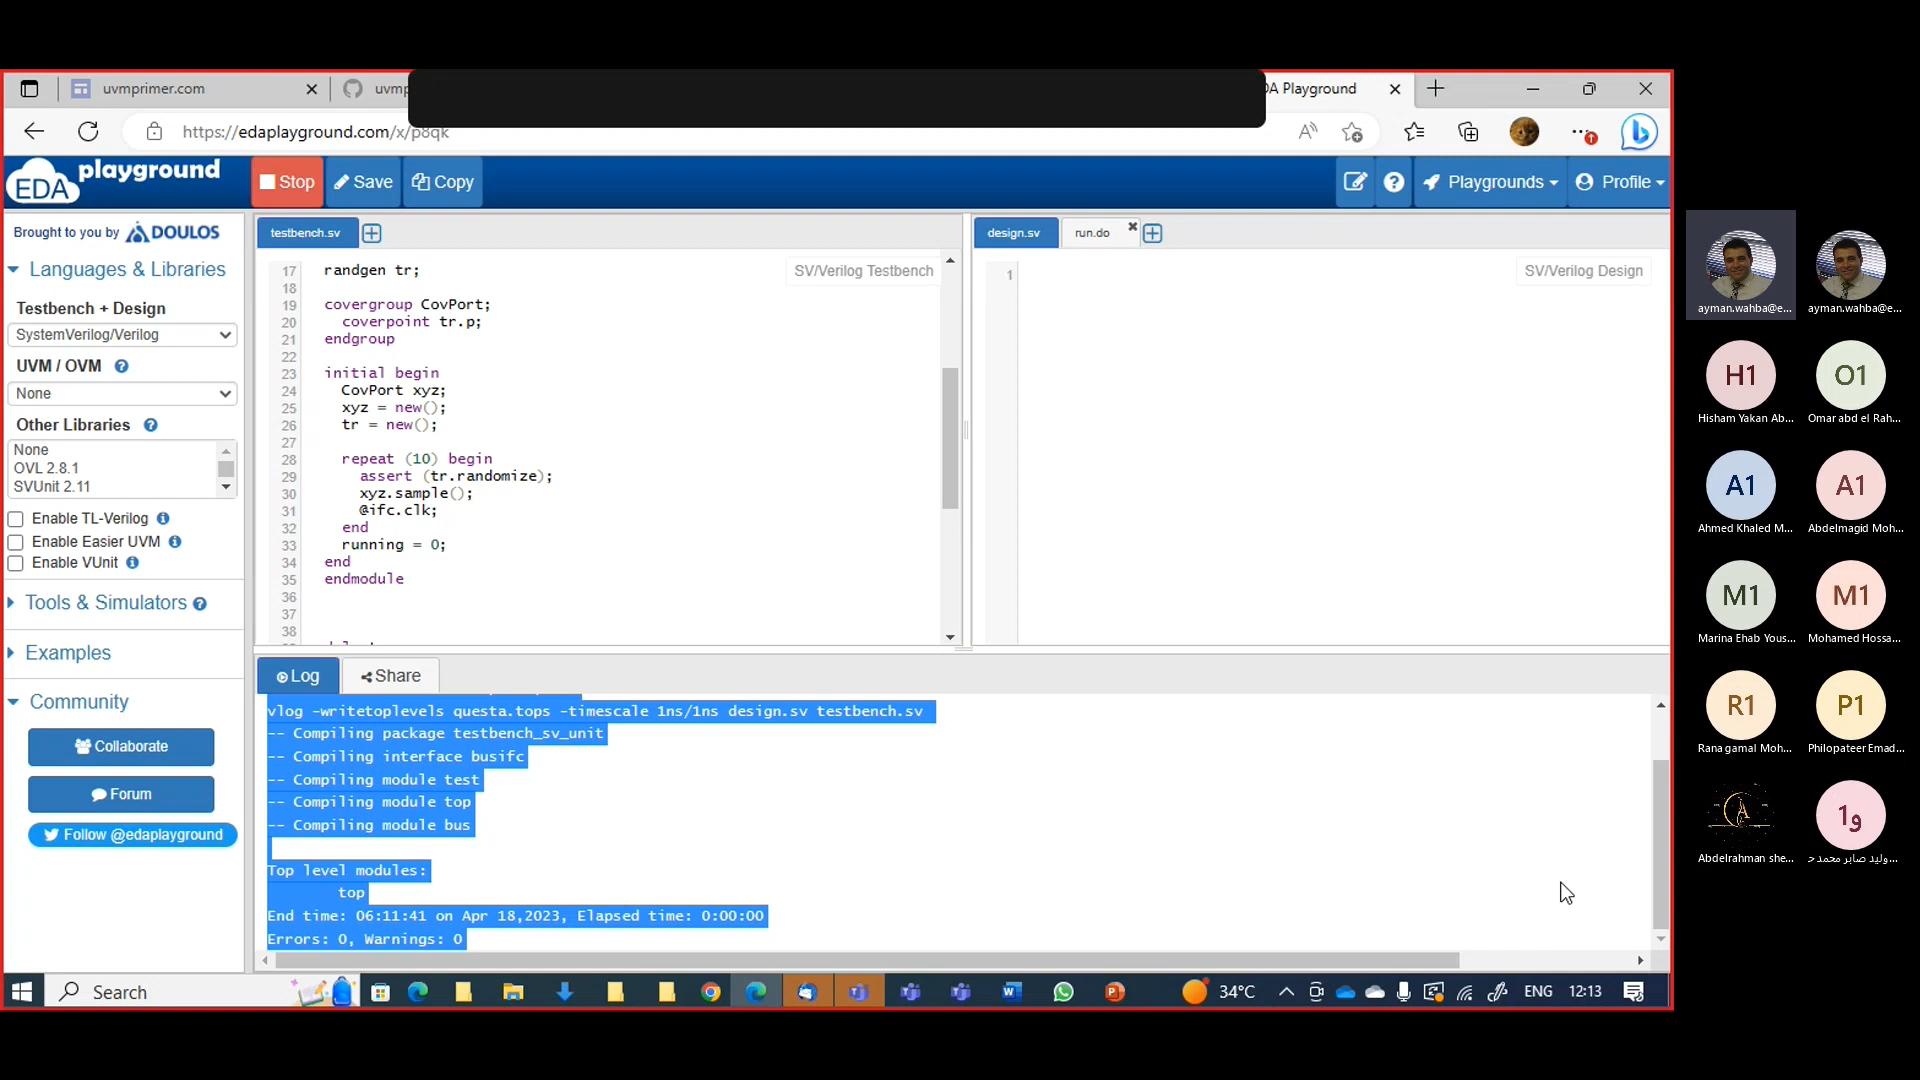 uvmprimer.com
uvmp
DA Playground
https://edaplayground.com/x/p8qk
EDA playground
Stop
Save
Copy
Playgrounds
Profile
Brought to you by DOULOS
Languages & Libraries
Testbench + Design
SystemVerilog/Verilog
UVM / OVM
None
Other Libraries
None
OVL 2.8.1
SVUnit 2.11
Enable TL-Verilog
Enable Easier UVM
Enable VUnit
Tools & Simulators
Examples
Community
Collaborate
Forum
Follow @edaplayground
testbench.sv
SV/Verilog Testbench
17 randgen tr;
18
19 covergroup CovPort;
20 coverpoint tr.p;
21 endgroup
22
23 initial begin
24 CovPort xyz;
25 xyz = new();
26 tr = new();
27
28 repeat (10) begin
29 assert (tr.randomize);
30 xyz.sample();
31 @ifc.clk;
32 end
33 running = 0;
34 end
35 endmodule
36
37
38
design.sv
run.do
SV/Verilog Design
1
Log
Share
vlog -writetoplevels questa.tops -timescale 1ns/1ns design.sv testbench.sv
-- Compiling package testbench_sv_unit
-- Compiling interface busifc
-- Compiling module test
-- Compiling module top
-- Compiling module bus
Top level modules:
top
End time: 06:11:41 on Apr 18,2023, Elapsed time: 0:00:00
Errors: 0, Warnings: 0
Search
34°C
ENG
12:13
ayman.wahba@e...
ayman.wahba@e...
H1
Hisham Yakan Ab...
O1
Omar abd el Rah...
A1
Ahmed Khaled M...
A1
Abdelmagid Moh...
M1
Marina Ehab Yous...
M1
Mohamed Hossa...
R1
Rana gamal Moh...
P1
Philopateer Emad...
Abdelrahman she...
و1
وليد صابر محمد ح...